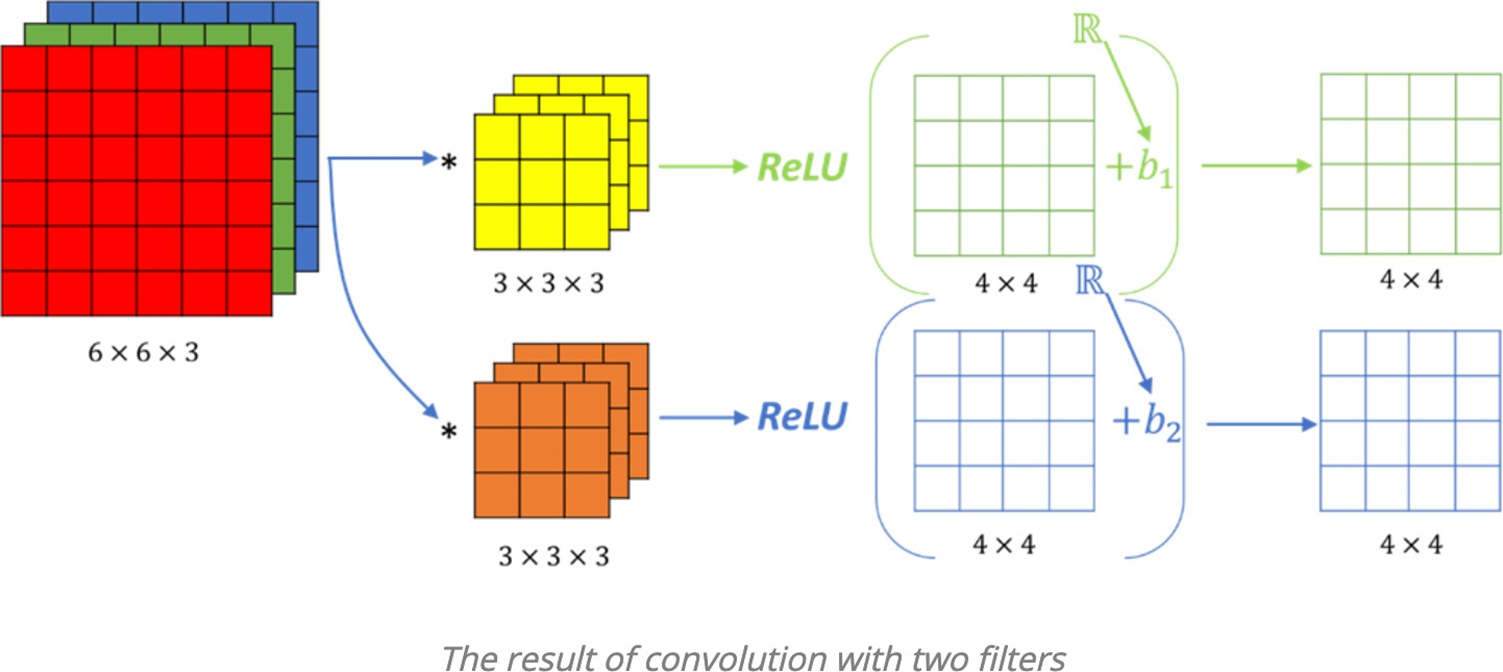 ℝ
* ReLU +b₁
3 × 3 × 3
4 × 4
4 × 4
6 × 6 × 3
ℝ
* ReLU +b₂
3 × 3 × 3
4 × 4
4 × 4
The result of convolution with two filters